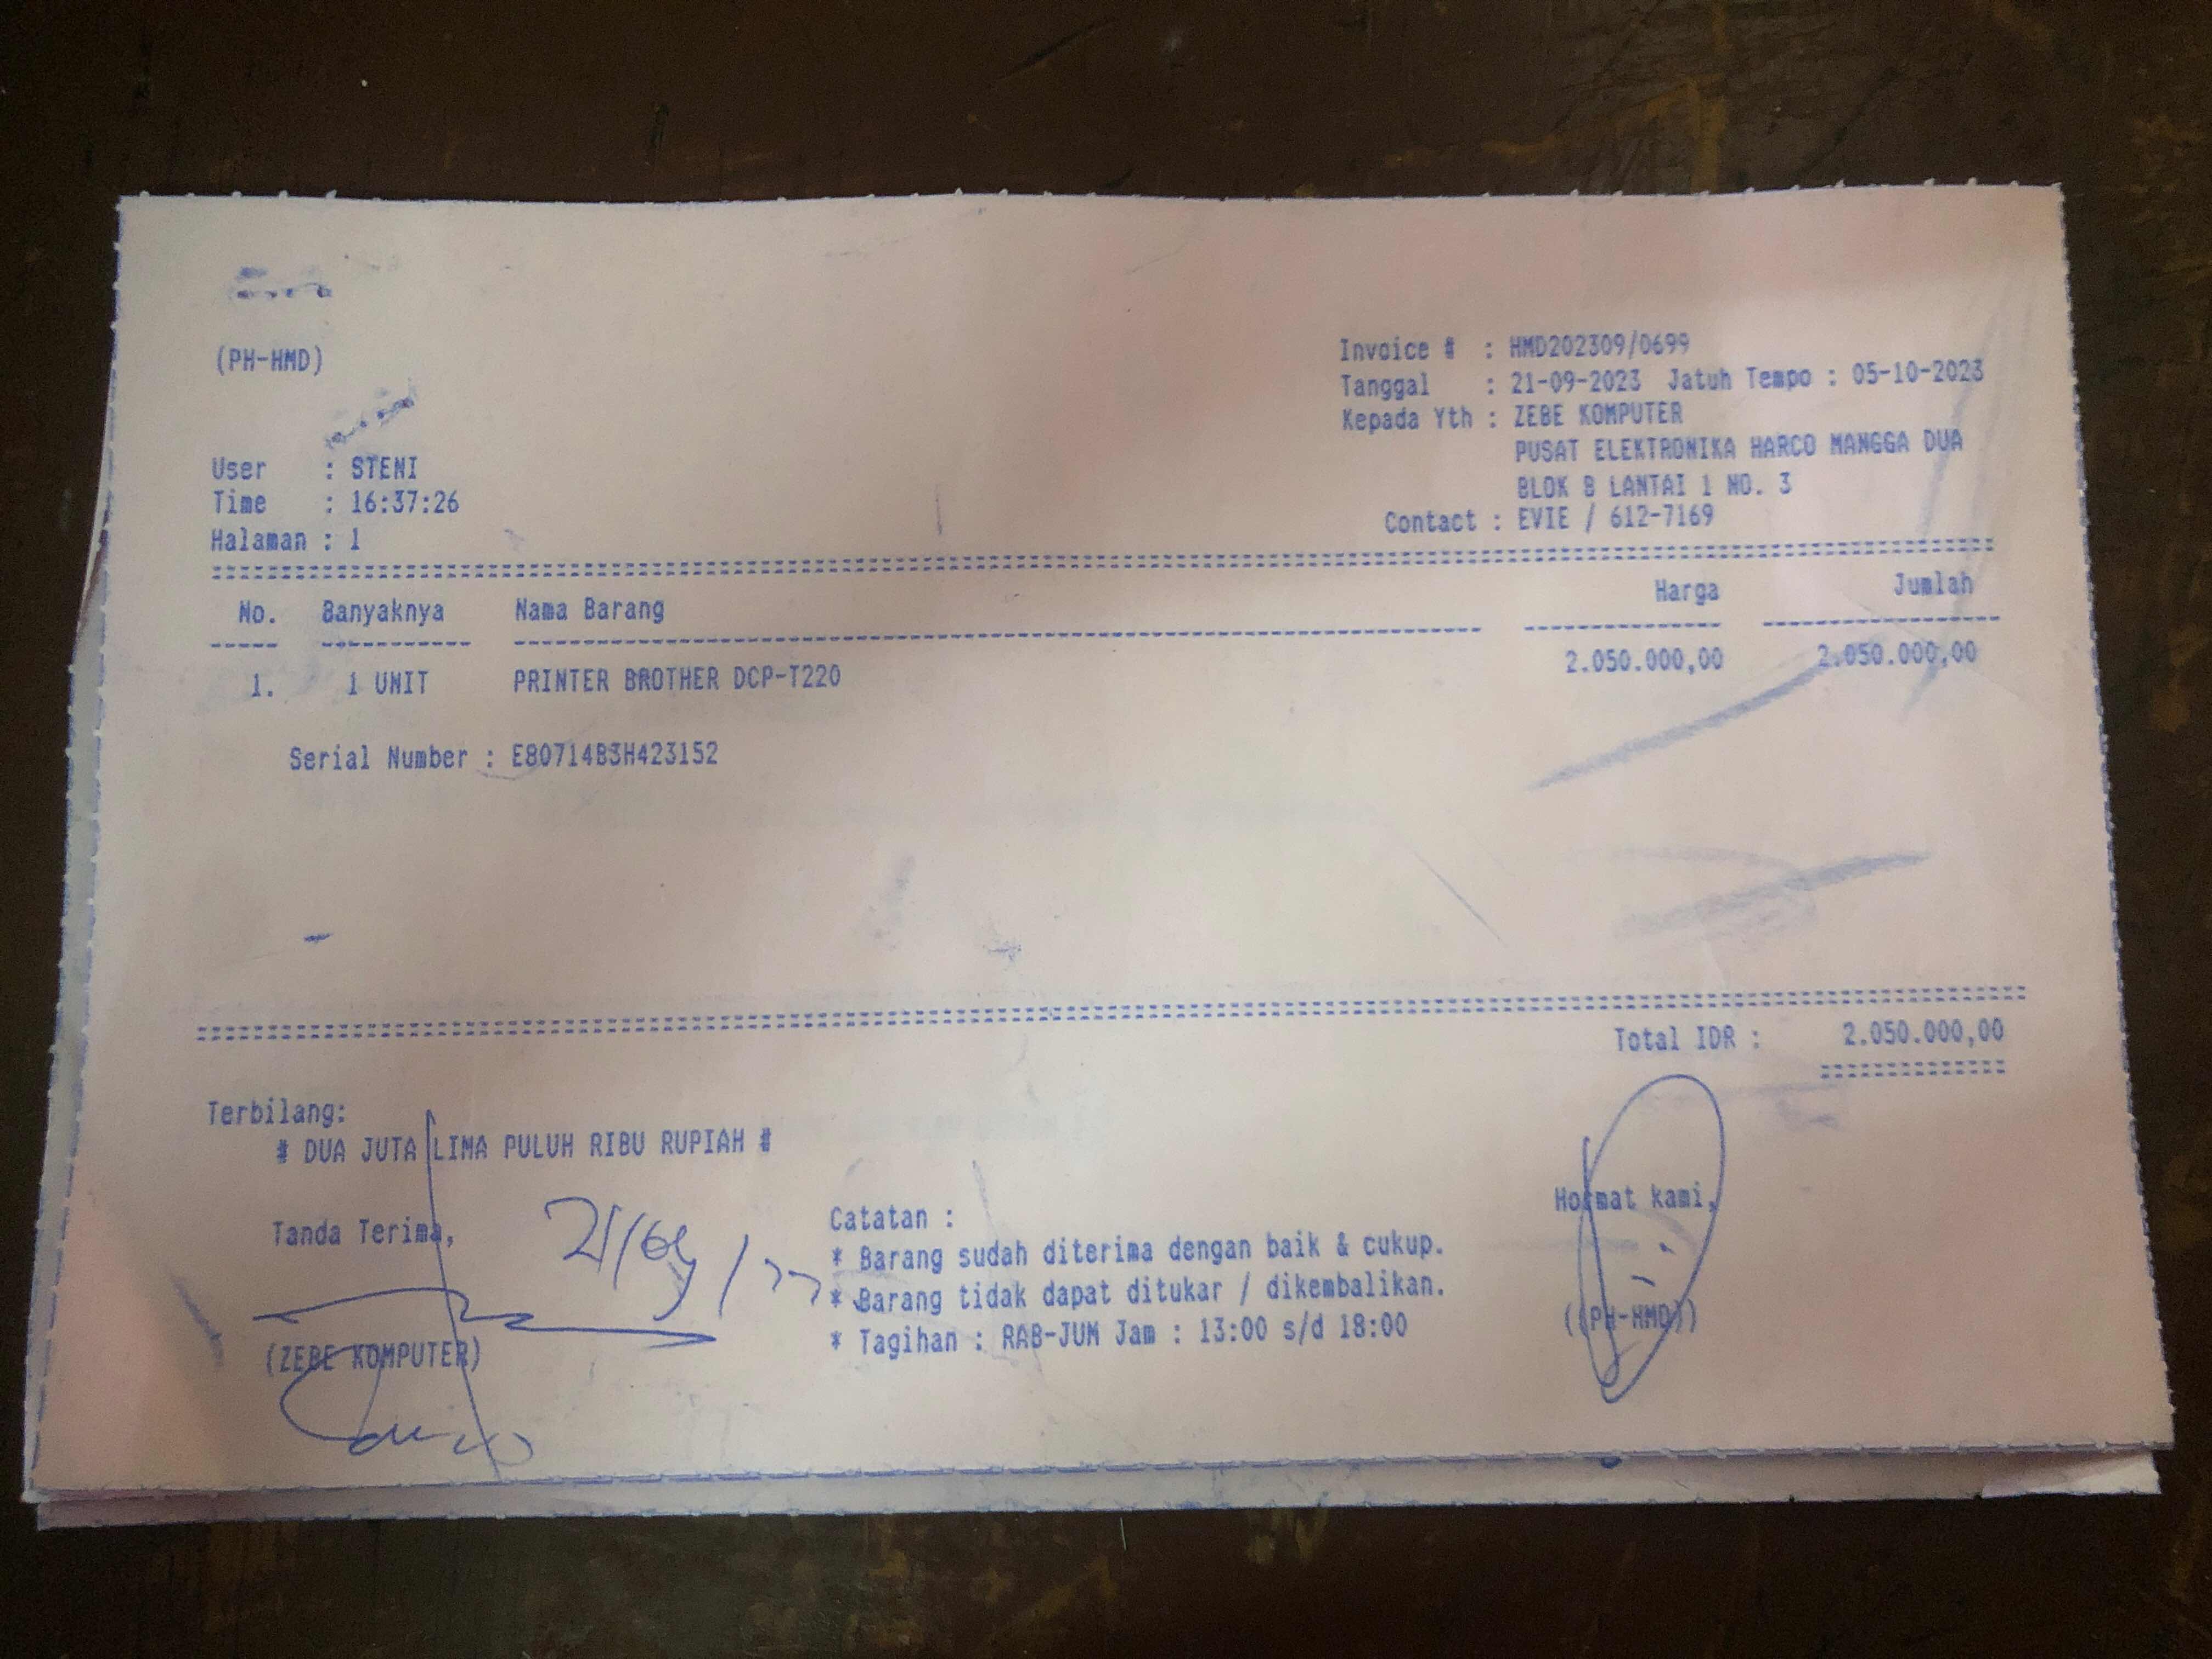 (PH-HMD)
Invoice # : HMD202309/0699
Tanggal : 21-09-2023 Jatuh Tempo : 05-10-2023
Kepada Yth : ZEBE KOMPUTER
PUSAT ELEKTRONIKA HARCO MANGGA DUA
BLOK B LANTAI 1 NO. 3
Contact : EVIE / 612-7169
User : STENI
Time : 16:37:26
Halaman : 1
No. Banyaknya Nama Barang Harga Jumlah
1. 1 UNIT PRINTER BROTHER DCP-T220 2.050.000,00 2.050.000,00
Serial Number : E80714B3H423152
Total IDR : 2.050.000,00
Terbilang:
# DUA JUTA LIMA PULUH RIBU RUPIAH #
Tanda Terima,
(ZEBE KOMPUTER)
Catatan :
* Barang sudah diterima dengan baik & cukup.
* Barang tidak dapat ditukar / dikembalikan.
* Tagihan : RAB-JUM Jam : 13:00 s/d 18:00
Hormat kami,
((PH-HMD))